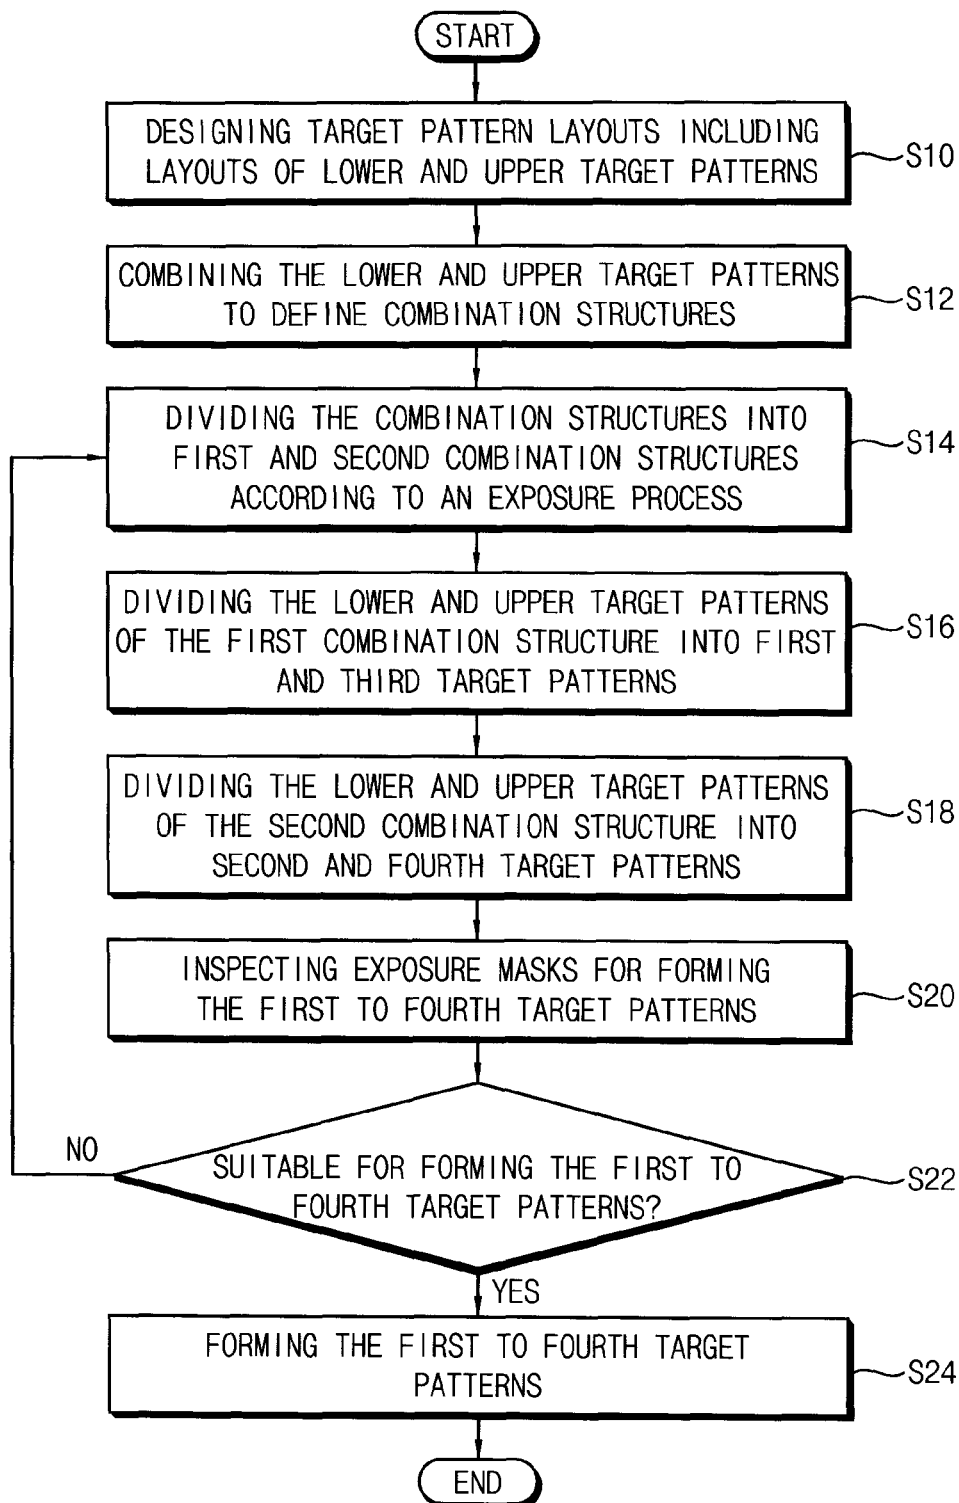 START
DESIGNING TARGET PATTERN LAYOUTS INCLUDING
LAYOUTS OF LOWER AND UPPER TARGET PATTERNS
S10
COMBINING THE LOWER AND UPPER TARGET PATTERNS
TO DEFINE COMBINATION STRUCTURES
S12
DIVIDING THE COMBINATION STRUCTURES INTO
FIRST AND SECOND COMBINATION STRUCTURES
ACCORDING TO AN EXPOSURE PROCESS
S14
DIVIDING THE LOWER AND UPPER TARGET PATTERNS
OF THE FIRST COMBINATION STRUCTURE INTO FIRST
AND THIRD TARGET PATTERNS
S16
DIVIDING THE LOWER AND UPPER TARGET PATTERNS
OF THE SECOND COMBINATION STRUCTURE INTO
SECOND AND FOURTH TARGET PATTERNS
S18
INSPECTING EXPOSURE MASKS FOR FORMING
THE FIRST TO FOURTH TARGET PATTERNS
S20
NO
SUITABLE FOR FORMING THE FIRST TO
FOURTH TARGET PATTERNS?
S22
YES
FORMING THE FIRST TO FOURTH TARGET
PATTERNS
S24
END